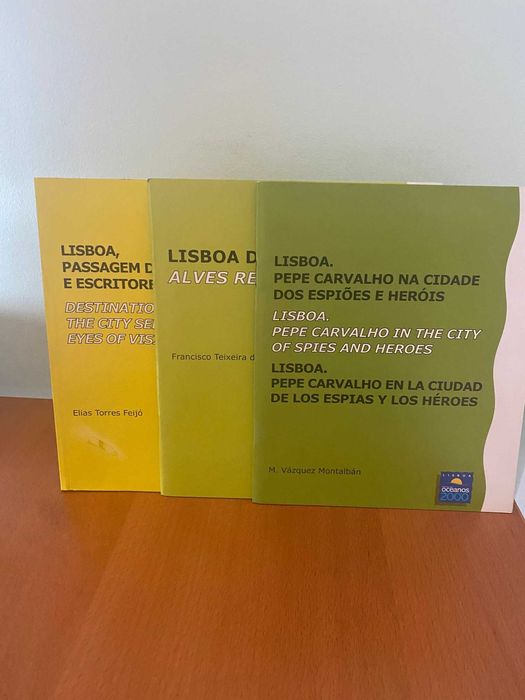 LISBOA,
PASSAGEM D
E ESCRITORE
DESTINATIO
THE CITY SE
EYES OF VIS
Elias Torres Feijó
LISBOA D
ALVES RE
Francisco Teixeira d
LISBOA.
PEPE CARVALHO NA CIDADE
DOS ESPIÕES E HERÓIS
LISBOA.
PEPE CARVALHO IN THE CITY
OF SPIES AND HEROES
LISBOA.
PEPE CARVALHO EN LA CIUDAD
DE LOS ESPIAS Y LOS HÉROES
M. Vázquez Montalbán
LISBOA
OCEANOS
2000